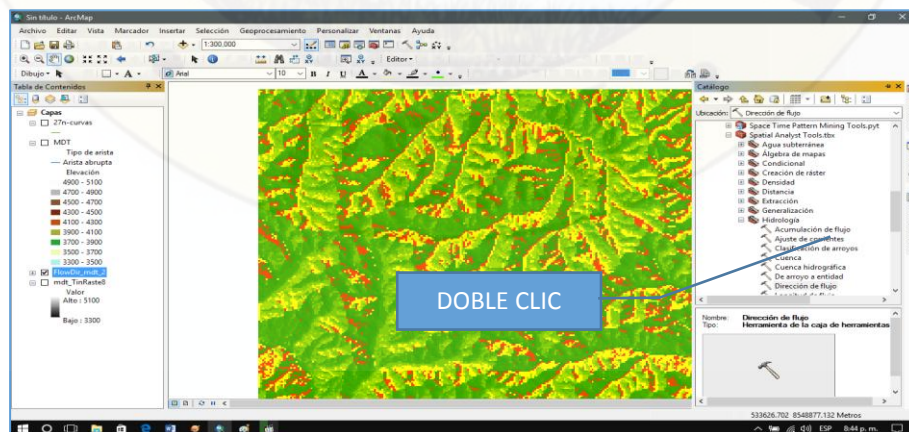 Sin título - ArcMap
Archivo Editar Vista Marcador Insertar Selección Geoprocesamiento Personalizar Ventanas Ayuda
1:300.000
Editor
Dibujo
Arial
10
B I U A
Tabla de Contenidos
Capas
27n-curvas
MDT
Tipo de arista
Arista abrupta
Elevación
4900 - 5100
4700 - 4900
4500 - 4700
4300 - 4500
4100 - 4300
3900 - 4100
3700 - 3900
3500 - 3700
3300 - 3500
FlowDir_mdt_2
mdt_TinRaste8
Valor
Alto : 5100
Bajo : 3300
DOBLE CLIC
Catálogo
Ubicación: Dirección de flujo
Space Time Pattern Mining Tools.pyt
Spatial Analyst Tools.tbx
Agua subterránea
Álgebra de mapas
Condicional
Creación de ráster
Densidad
Distancia
Extracción
Generalización
Hidrología
Acumulación de flujo
Ajuste de corrientes
Clasificación de arroyos
Cuenca
Cuenca hidrográfica
De arroyo a entidad
Dirección de flujo
Longitud de flujo
Nombre: Dirección de flujo
Tipo: Herramienta de la caja de herramientas
533626.702 8548877.132 Metros
ESP 8:44 p. m.